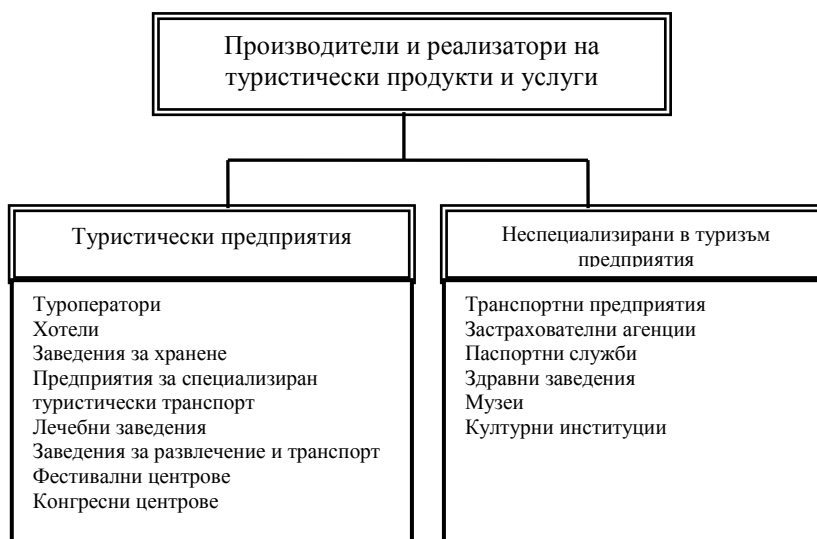 Производители и реализатори на
туристически продукти и услуги
Туристически предприятия
Неспециализирани в туризъм
предприятия
Туроператори
Хотели
Заведения за хранене
Предприятия за специализиран
туристически транспорт
Лечебни заведения
Заведения за развлечение и транспорт
Фестивални центрове
Конгресни центрове
Транспортни предприятия
Застрахователни агенции
Паспортни служби
Здравни заведения
Музеи
Културни институции